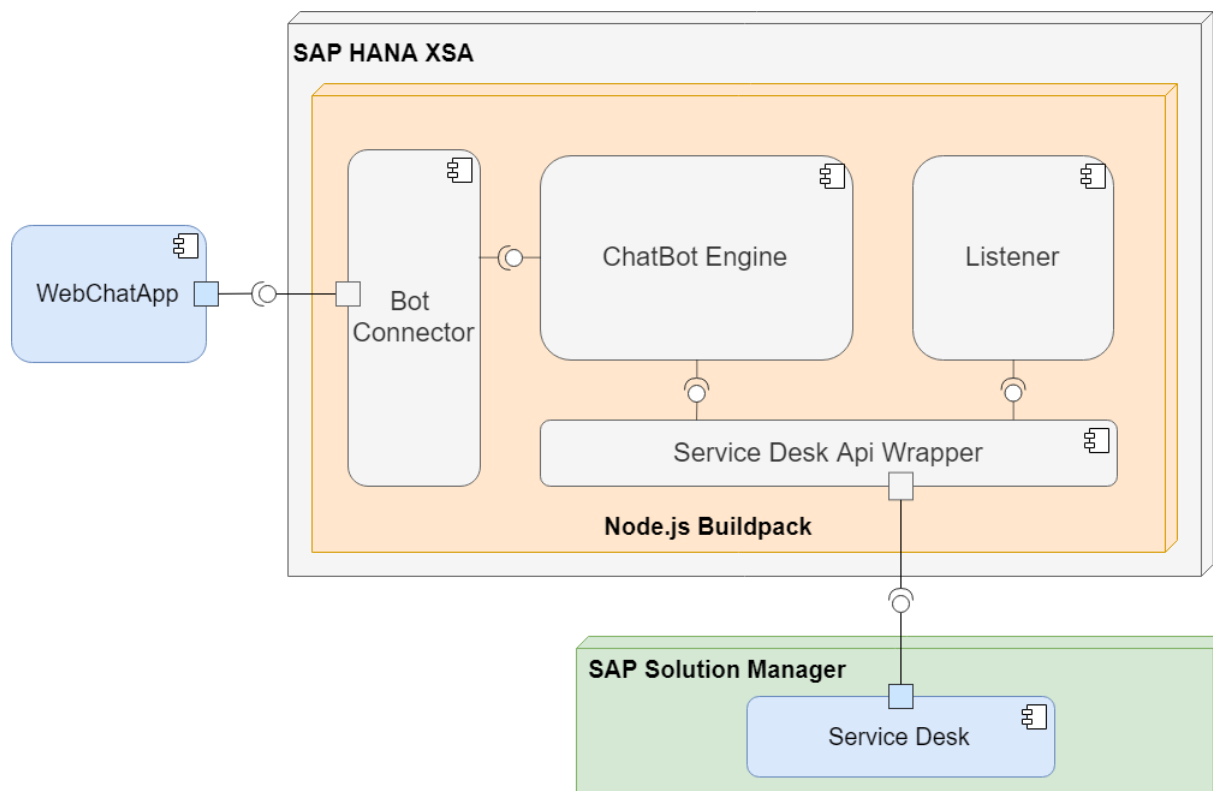 SAP HANA XSA
ChatBot Engine
Listener
WebChatApp
Bot
Connector
Service Desk Api Wrapper
Node.js Buildpack
SAP Solution Manager
Service Desk